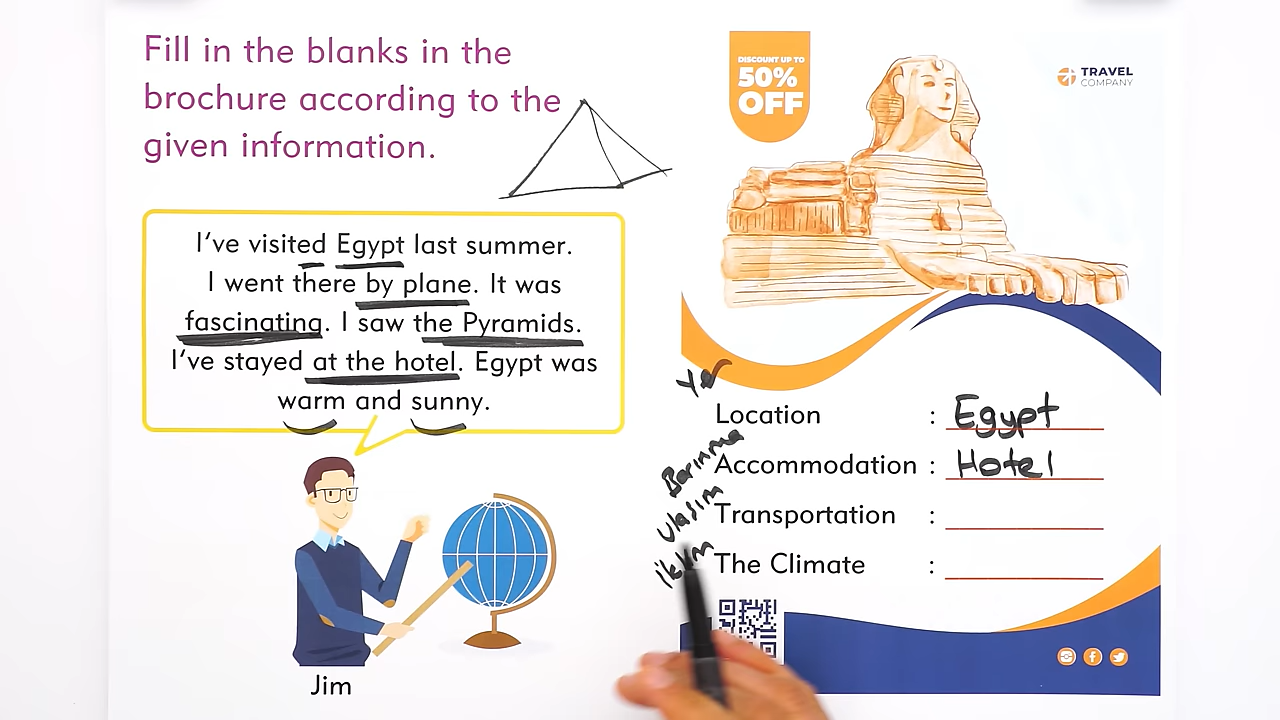 Fill in the blanks in the
brochure according to the
given information.
I've visited Egypt last summer.
I went there by plane. It was
fascinating. I saw the Pyramids.
I've stayed at the hotel. Egypt was
warm and sunny.
Jim
DISCOUNT UP TO
50%
OFF
TRAVEL
COMPANY
Yer
Location : Egypt
Barınma
Accommodation : Hotel
Ulaşım
Transportation :
iklim
The Climate :